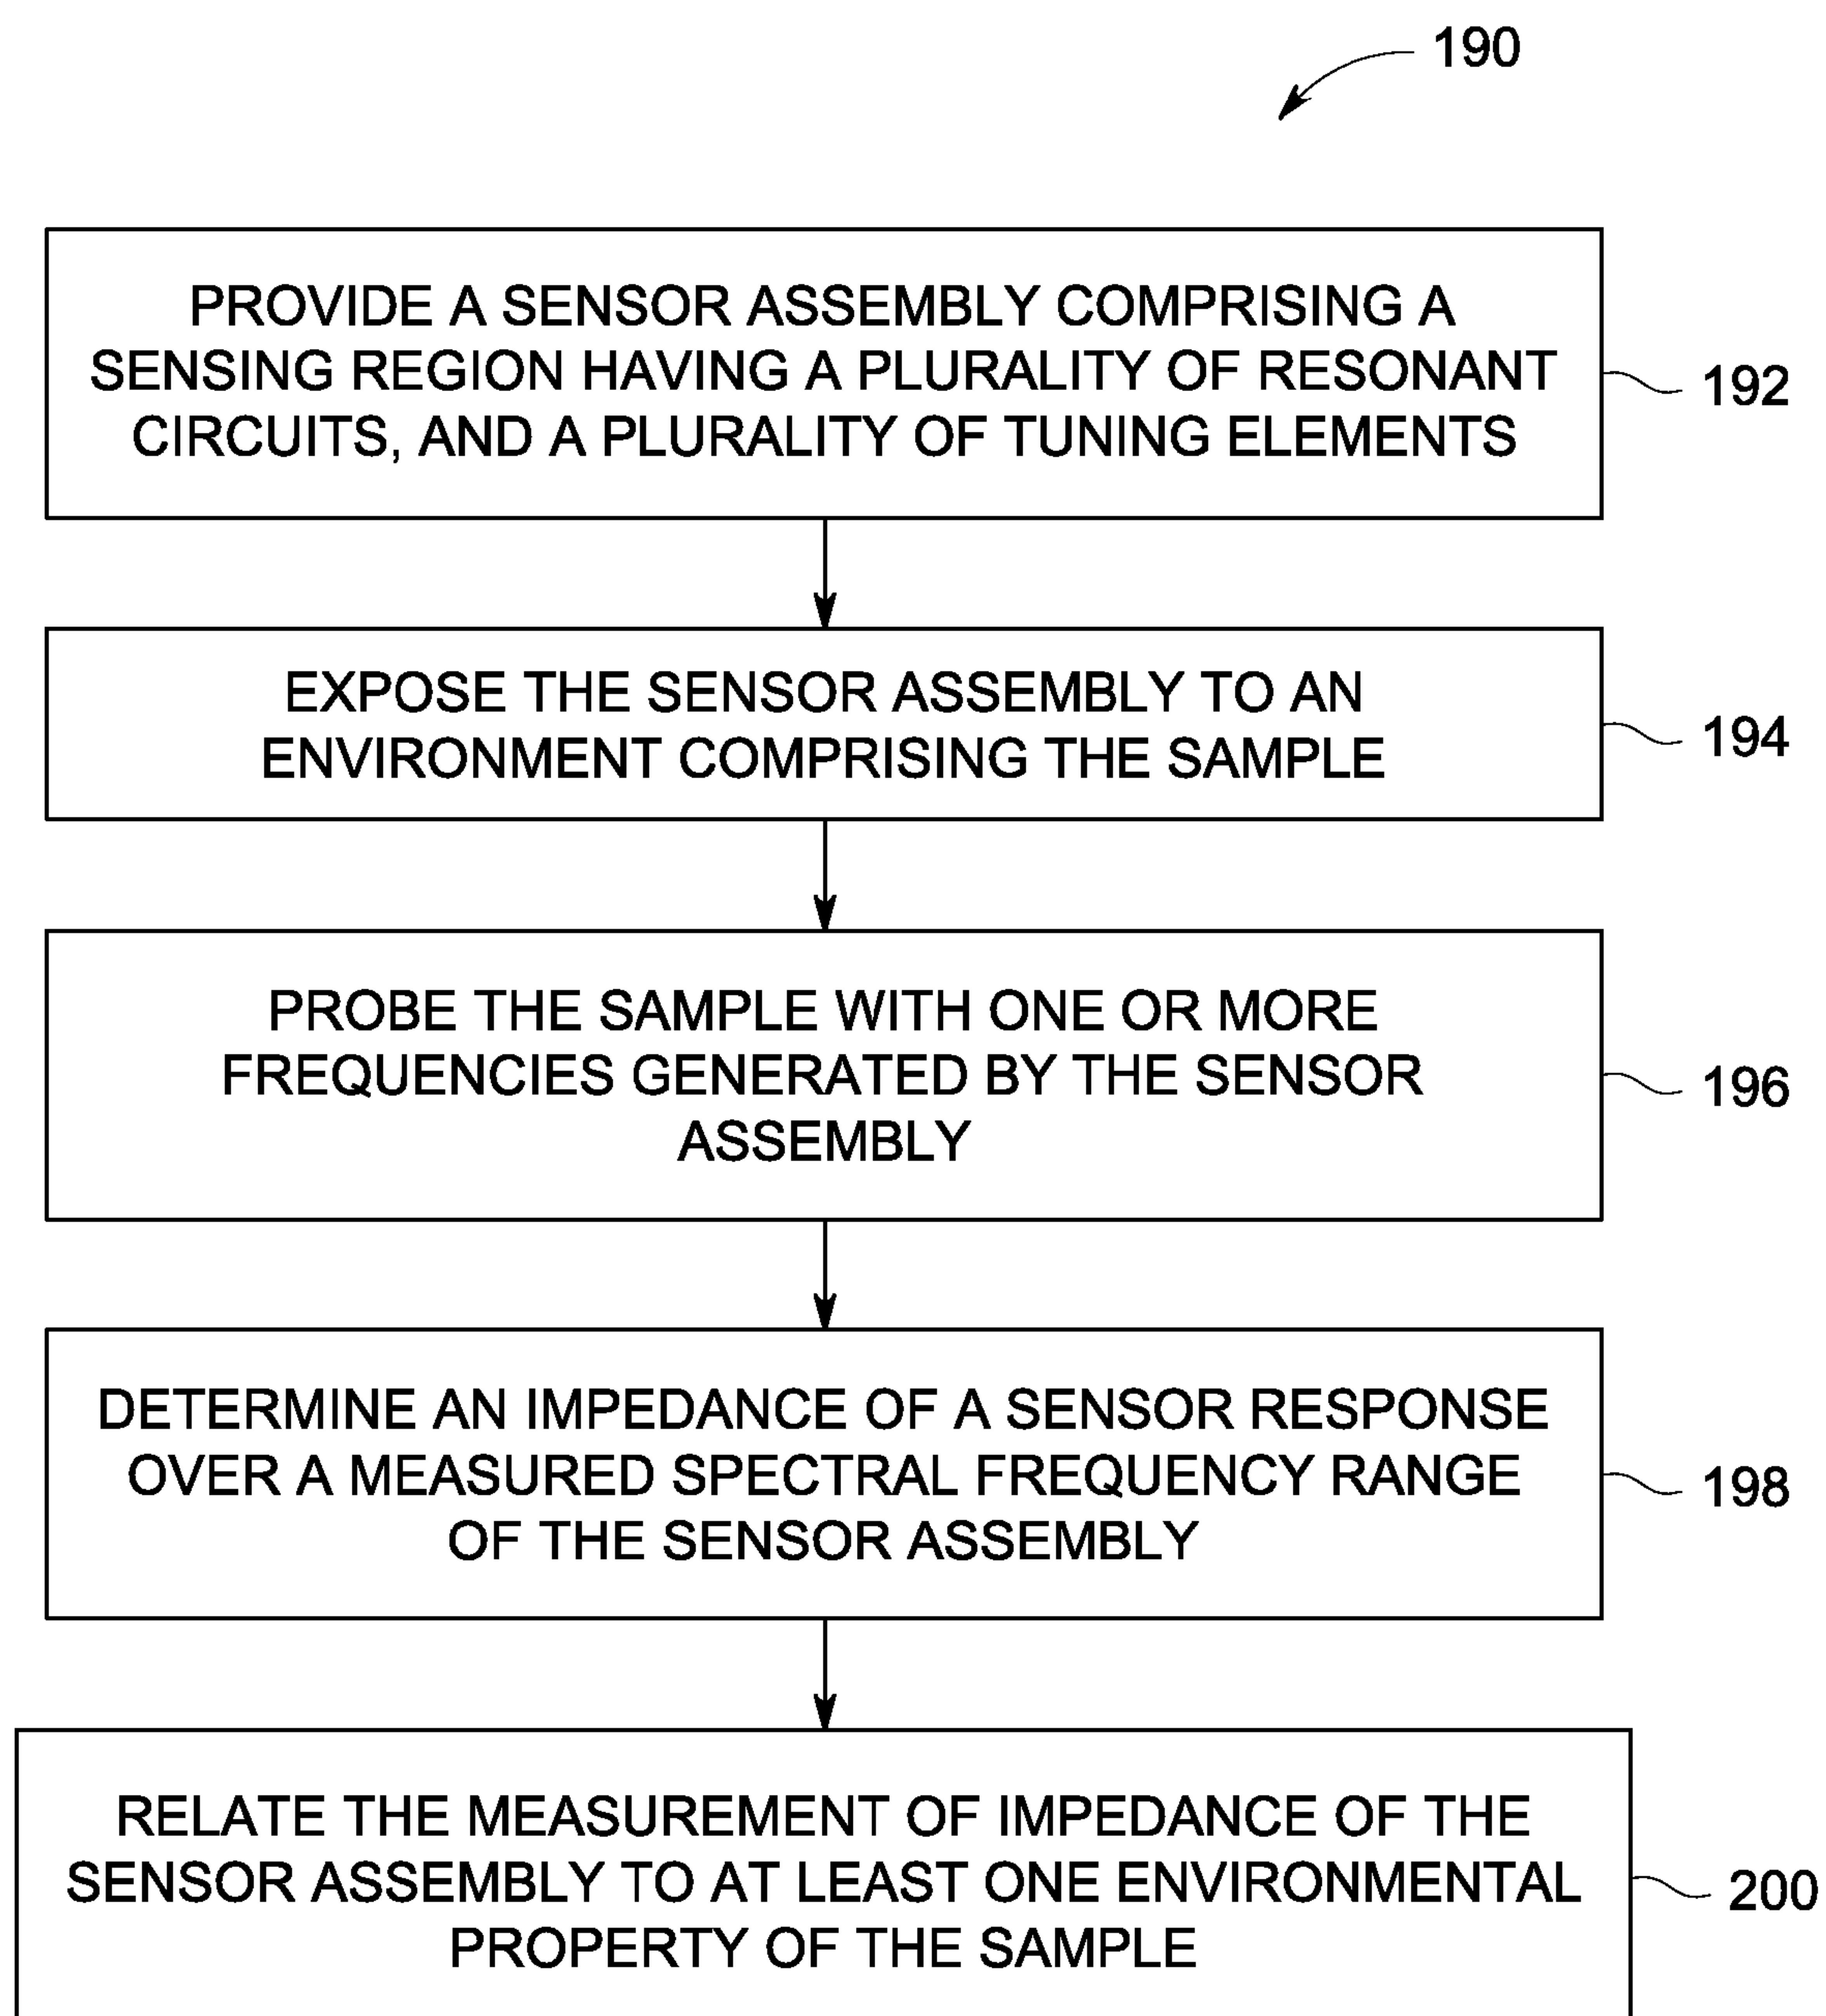 190
PROVIDE A SENSOR ASSEMBLY COMPRISING A
SENSING REGION HAVING A PLURALITY OF RESONANT
CIRCUITS, AND A PLURALITY OF TUNING ELEMENTS
192
EXPOSE THE SENSOR ASSEMBLY TO AN
ENVIRONMENT COMPRISING THE SAMPLE
194
PROBE THE SAMPLE WITH ONE OR MORE
FREQUENCIES GENERATED BY THE SENSOR
ASSEMBLY
196
DETERMINE AN IMPEDANCE OF A SENSOR RESPONSE
OVER A MEASURED SPECTRAL FREQUENCY RANGE
OF THE SENSOR ASSEMBLY
198
RELATE THE MEASUREMENT OF IMPEDANCE OF THE
SENSOR ASSEMBLY TO AT LEAST ONE ENVIRONMENTAL
PROPERTY OF THE SAMPLE
200